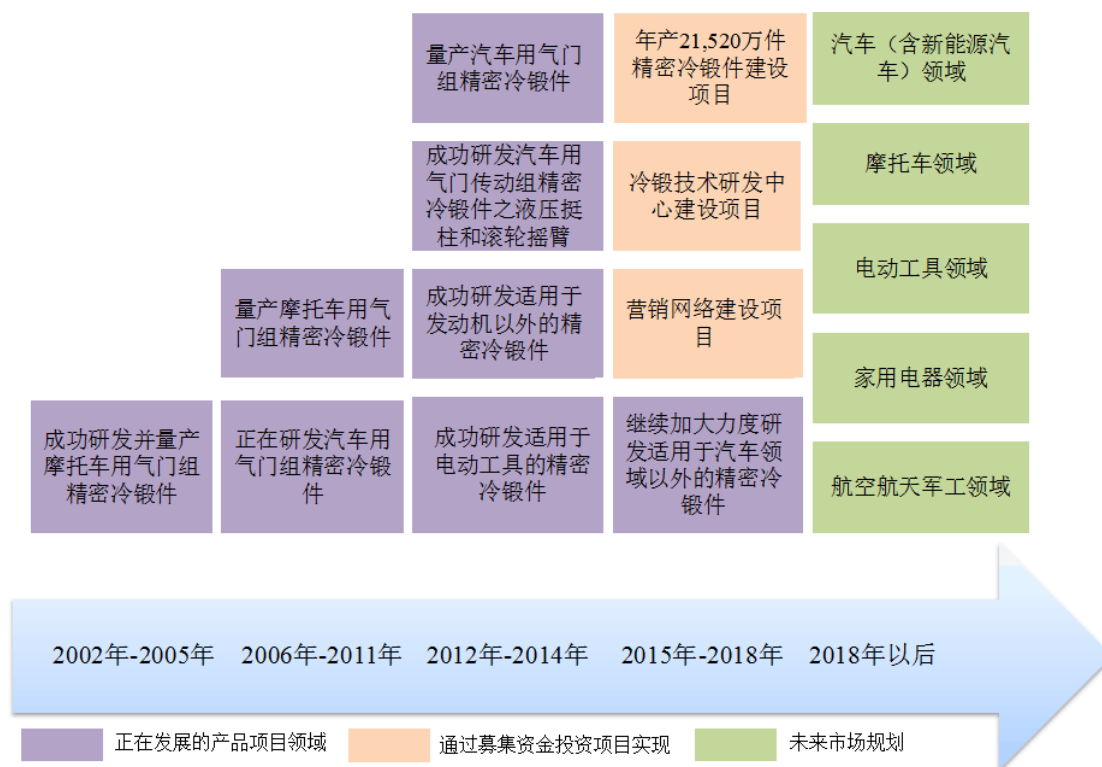 量产汽车用气门
组精密冷锻件
年产21,520万件
精密冷锻件建设
项目
汽车（含新能源汽
车）领域
成功研发汽车用
气门传动组精密
冷锻件之液压挺
柱和滚轮摇臂
冷锻技术研发中
心建设项目
摩托车领域
量产摩托车用气
门组精密冷锻件
成功研发适用于
发动机以外的精
密冷锻件
营销网络建设项
目
电动工具领域
家用电器领域
成功研发并量产
摩托车用气门组
精密冷锻件
正在研发汽车用
气门组精密冷锻
件
成功研发适用于
电动工具的精密
冷锻件
继续加大力度研
发适用于汽车领
域以外的精密冷
锻件
航空航天军工领域
2002年-2005年
2006年-2011年
2012年-2014年
2015年-2018年
2018年以后
正在发展的产品项目领域
通过募集资金投资项目实现
未来市场规划